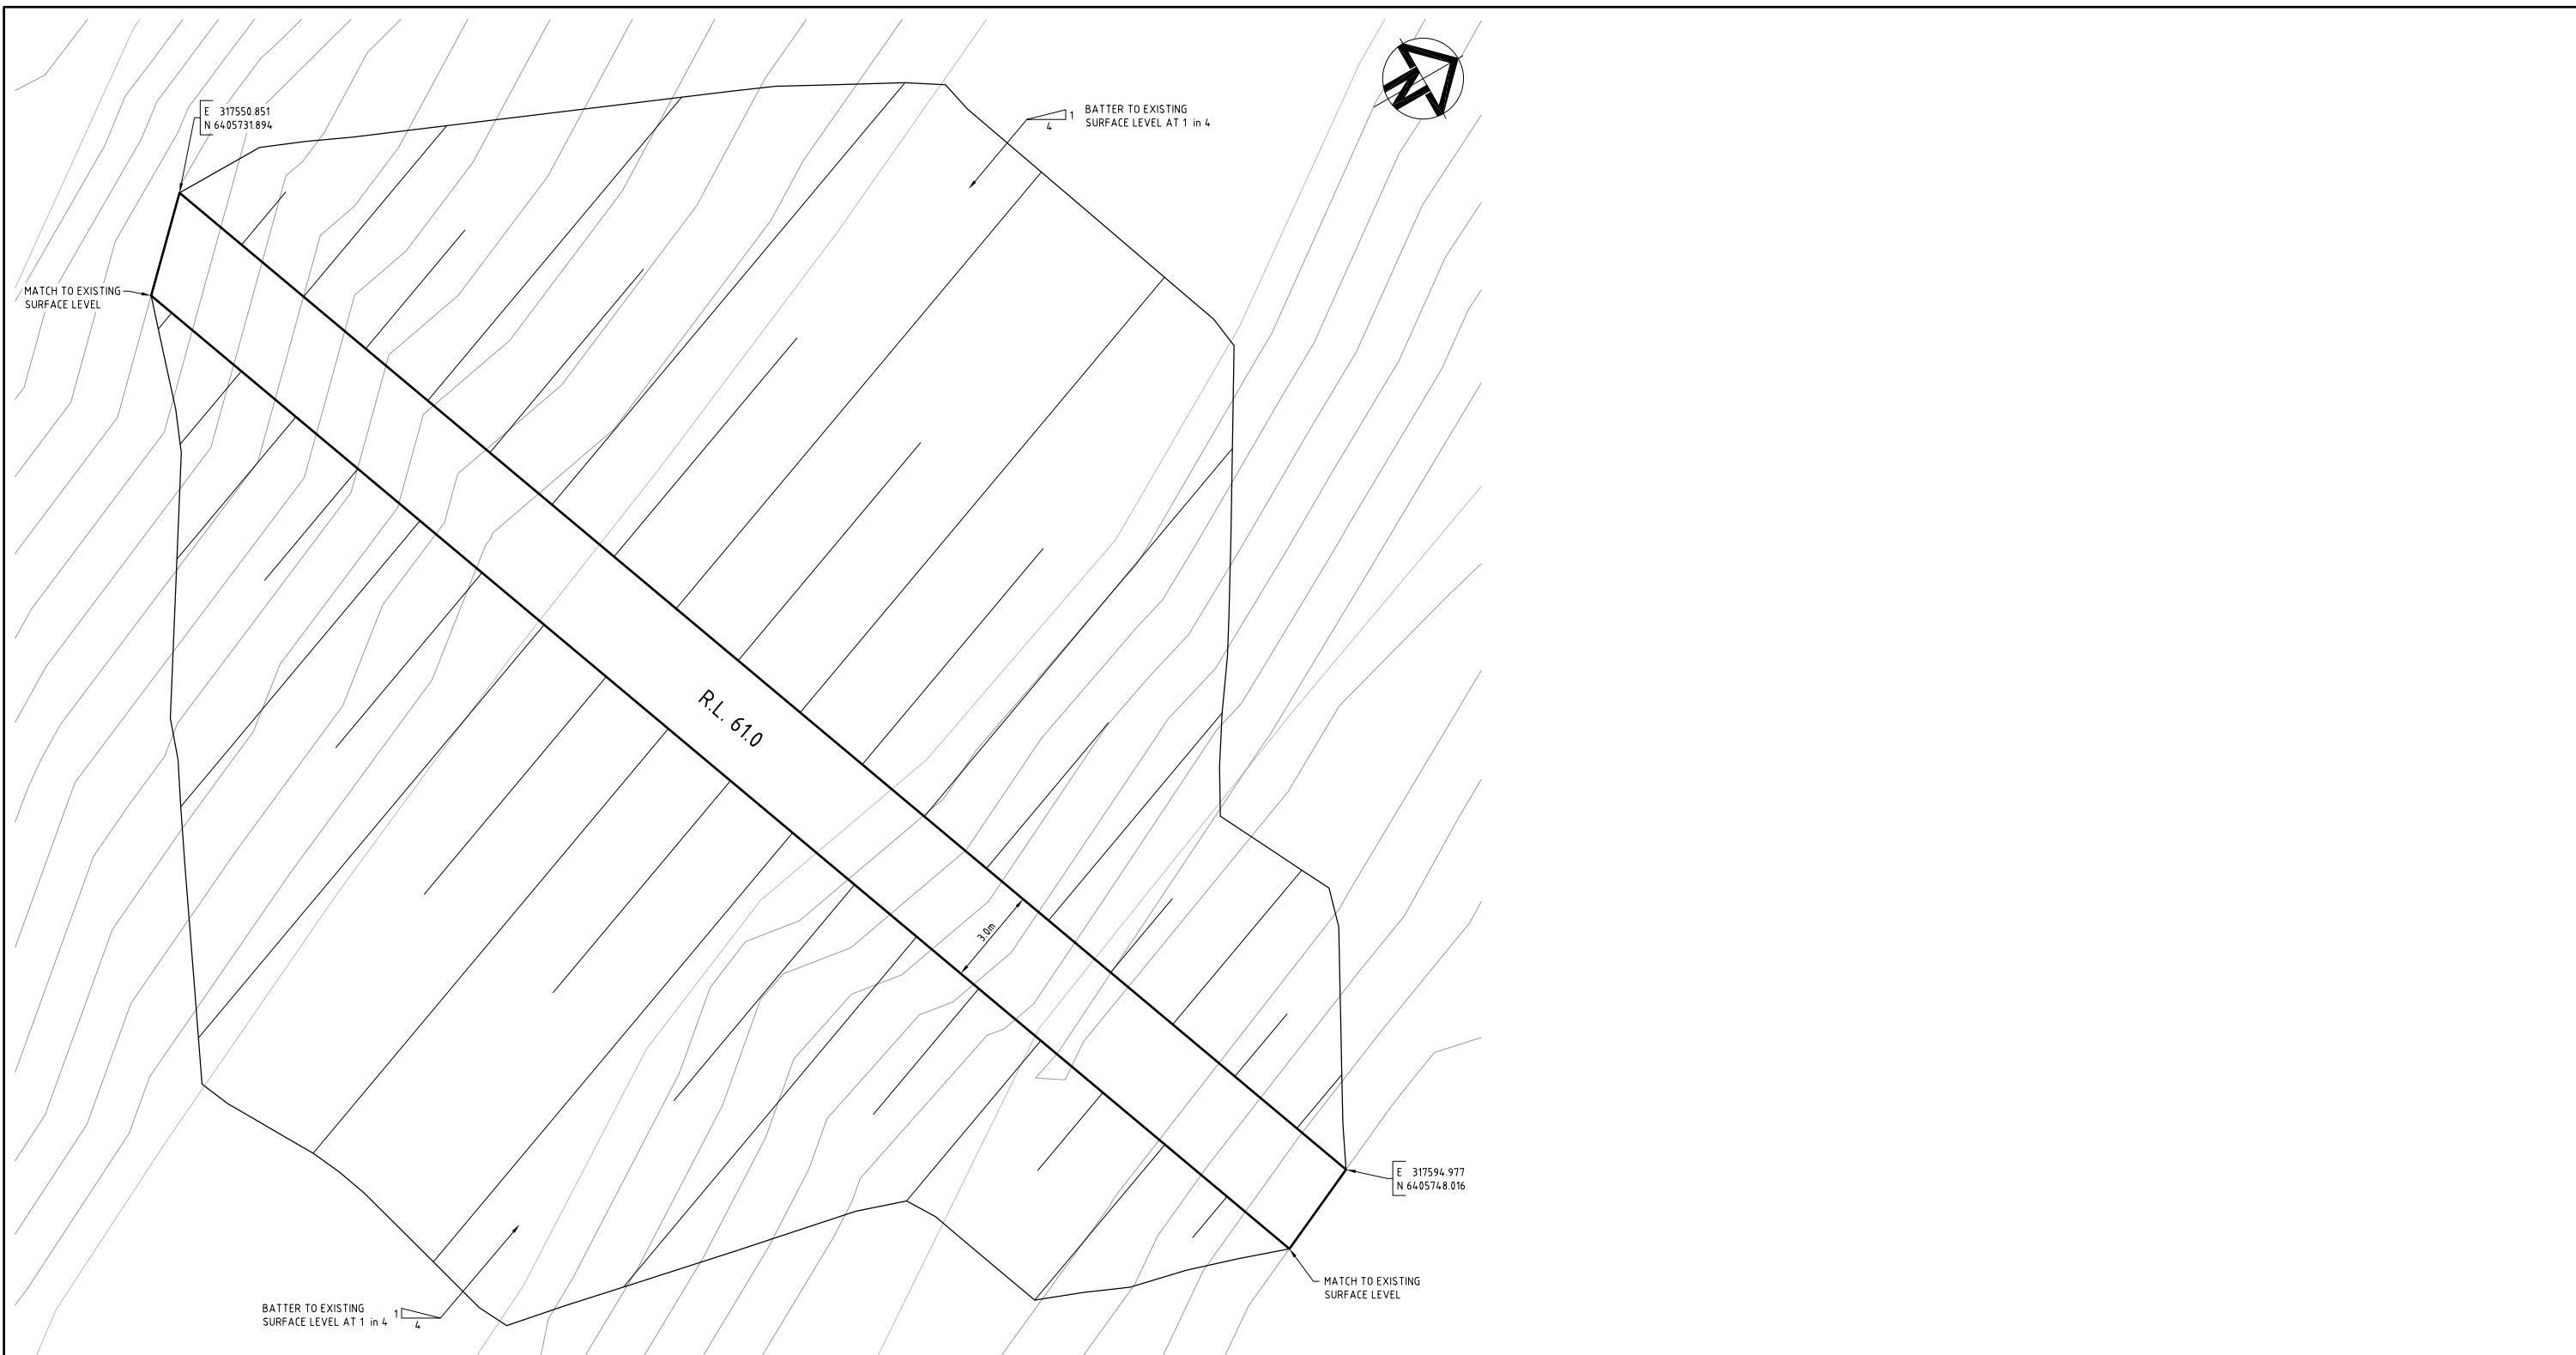 E 317550.851
N 6405731.894
1
4
BATTER TO EXISTING
SURFACE LEVEL AT 1 in 4
N
MATCH TO EXISTING
SURFACE LEVEL
R.L. 61.0
3.0m
E 317594.977
N 6405748.016
MATCH TO EXISTING
SURFACE LEVEL
BATTER TO EXISTING
SURFACE LEVEL AT 1 in 4
1
4